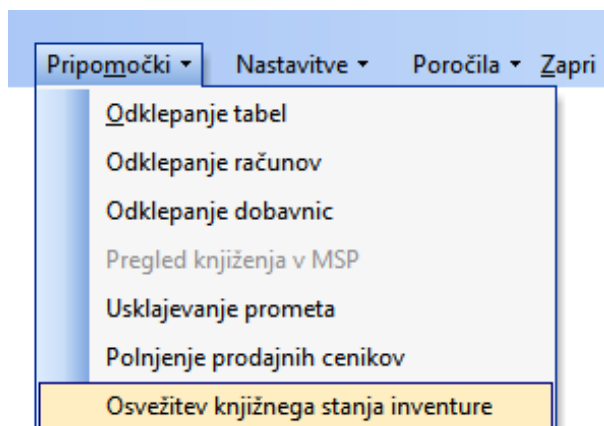 Pripomočki Nastavitve Poročila Zapri
Odklepanje tabel
Odklepanje računov
Odklepanje dobavnic
Pregled knjiženja v MSP
Usklajevanje prometa
Polnjenje prodajnih cenikov
Osvežitev knjižnega stanja inventure